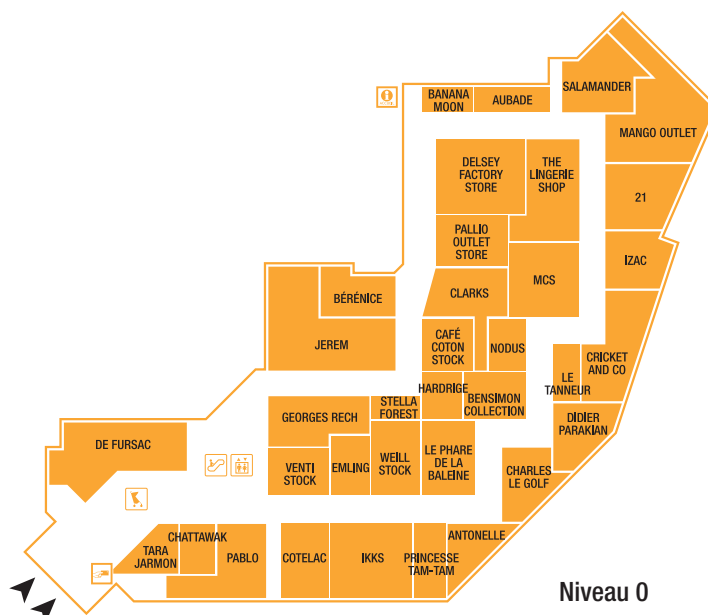 SALAMANDER
BANANA
MOON
AUBADE
MANGO OUTLET
DELSEY
FACTORY
STORE
THE
LINGERIE
SHOP
21
PALLIO
OUTLET
STORE
IZAC
MCS
CLARKS
BÉRÉNICE
JEREM
CAFÉ
COTON
STOCK
NODUS
CRICKET
AND CO
LE
TANNEUR
HARDRIGE
BENSIMON
COLLECTION
STELLA
FOREST
GEORGES RECH
DIDIER
PARAKIAN
DE FURSAC
VENTI
STOCK
EMLING
WEILL
STOCK
LE PHARE
DE LA
BALEINE
CHARLES
LE GOLF
CHATTAWAK
TARA
JARMON
PABLO
COTELAC
IKKS
PRINCESSE
TAM-TAM
ANTONELLE
Niveau 0